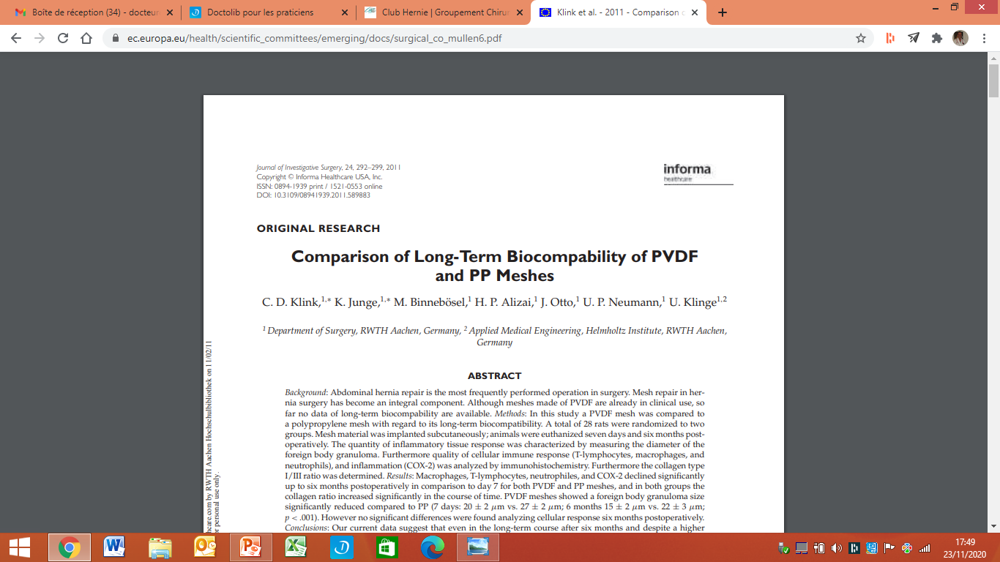 Boîte de réception (34) - docteur
Doctolib pour les praticiens
Club Hernie | Groupement Chirur
Klink et al. - 2011 - Comparison o
ec.europa.eu/health/scientific_committees/emerging/docs/surgical_co_mullen6.pdf
Journal of Investigative Surgery, 24, 292–299, 2011
Copyright © Informa Healthcare USA, Inc.
ISSN: 0894-1939 print / 1521-0553 online
DOI: 10.3109/08941939.2011.589883
informa
healthcare
ORIGINAL RESEARCH
Comparison of Long-Term Biocompability of PVDF
and PP Meshes
C. D. Klink,1,* K. Junge,1,* M. Binnebösel,1 H. P. Alizai,1 J. Otto,1 U. P. Neumann,1 U. Klinge1,2
1 Department of Surgery, RWTH Aachen, Germany, 2 Applied Medical Engineering, Helmholtz Institute, RWTH Aachen,
Germany
ABSTRACT
Background: Abdominal hernia repair is the most frequently performed operation in surgery. Mesh repair in her-
nia surgery has become an integral component. Although meshes made of PVDF are already in clinical use, so
far no data of long-term biocompability are available. Methods: In this study a PVDF mesh was compared to
a polypropylene mesh with regard to its long-term biocompatibility. A total of 28 rats were randomized to two
groups. Mesh material was implanted subcutaneously; animals were euthanized seven days and six months post-
operatively. The quantity of inflammatory tissue response was characterized by measuring the diameter of the
foreign body granuloma. Furthermore quality of cellular immune response (T-lymphocytes, macrophages, and
neutrophils), and inflammation (COX-2) was analyzed by immunohistochemistry. Furthermore the collagen type
I/III ratio was determined. Results: Macrophages, T-lymphocytes, neutrophiles, and COX-2 declined significantly
up to six months postoperatively in comparison to day 7 for both PVDF and PP meshes, and in both groups the
collagen ratio increased significantly in the course of time. PVDF meshes showed a foreign body granuloma size
significantly reduced compared to PP (7 days: 20 ± 2 μm vs. 27 ± 2 μm; 6 months 15 ± 2 μm vs. 22 ± 3 μm;
p < .001). However no significant differences were found analyzing cellular response six months postoperatively.
Conclusions: Our current data suggest that even in the long-term course after six months and despite a higher
hcare.com by RWTH Aachen Hochschulbibliothek on 11/02/11
r personal use only.
17:49
23/11/2020